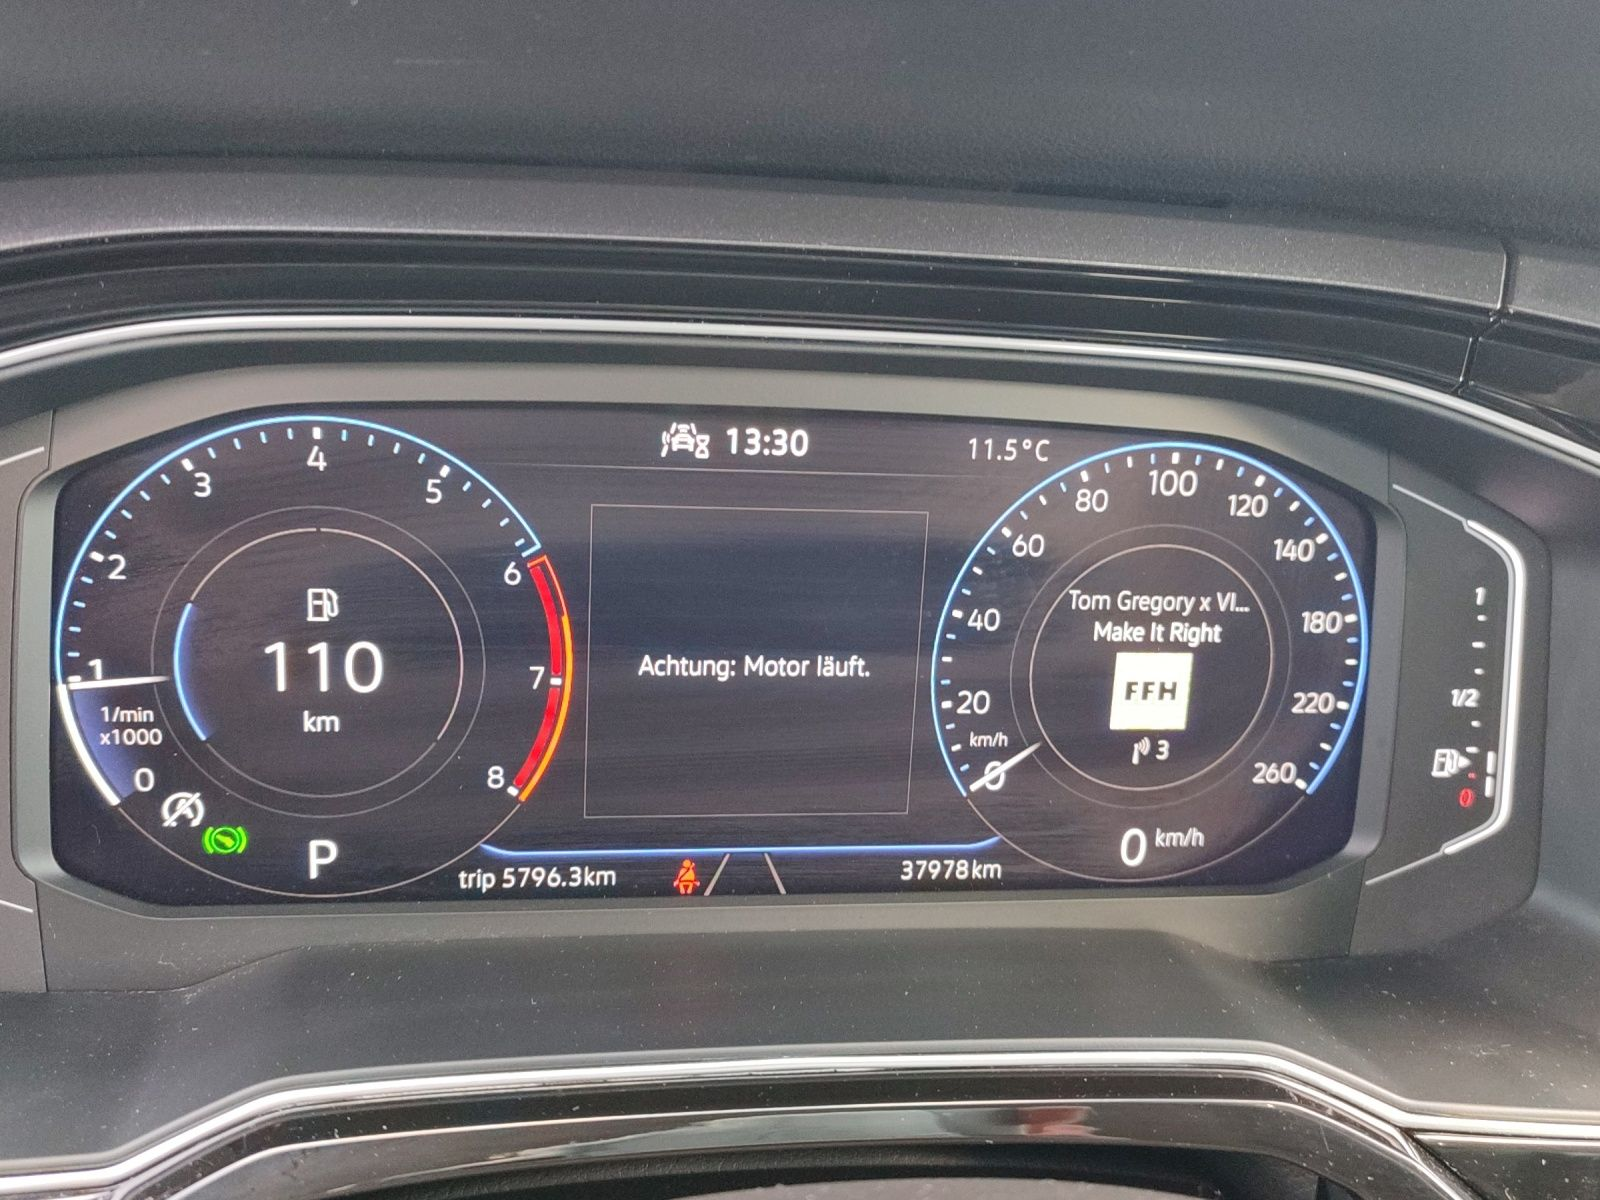 13:30
11.5°C
0
1
2
3
4
5
6
7
8
1/min
x1000
110
km
P
Achtung: Motor läuft.
0
20
40
60
80
100
120
140
180
220
260
km/h
Tom Gregory x VI...
Make It Right
FFH
3
0 km/h
trip 5796.3km
37978km
1
1/2
0